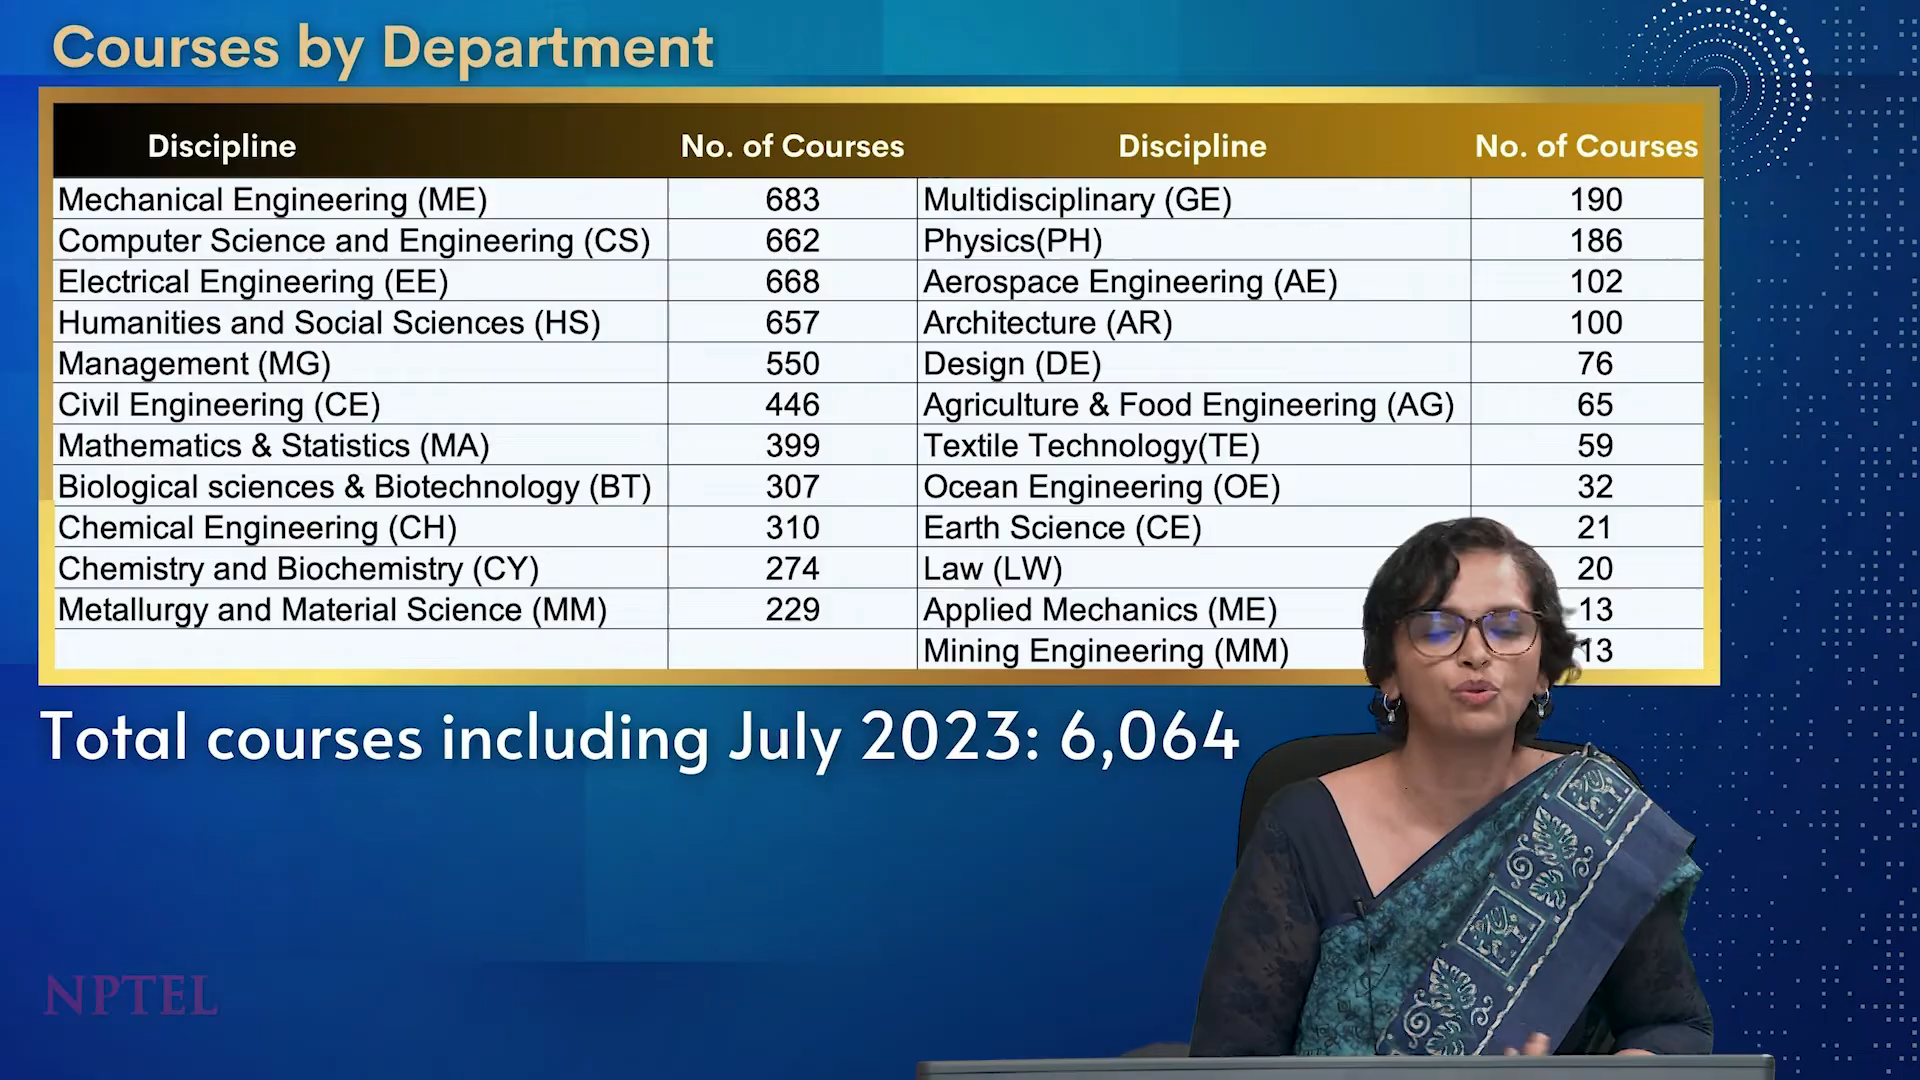 Courses by Department
Discipline No. of Courses Discipline No. of Courses
Mechanical Engineering (ME) 683 Multidisciplinary (GE) 190
Computer Science and Engineering (CS) 662 Physics(PH) 186
Electrical Engineering (EE) 668 Aerospace Engineering (AE) 102
Humanities and Social Sciences (HS) 657 Architecture (AR) 100
Management (MG) 550 Design (DE) 76
Civil Engineering (CE) 446 Agriculture & Food Engineering (AG) 65
Mathematics & Statistics (MA) 399 Textile Technology(TE) 59
Biological sciences & Biotechnology (BT) 307 Ocean Engineering (OE) 32
Chemical Engineering (CH) 310 Earth Science (CE) 21
Chemistry and Biochemistry (CY) 274 Law (LW) 20
Metallurgy and Material Science (MM) 229 Applied Mechanics (ME) 13
Mining Engineering (MM) 13
Total courses including July 2023: 6,064
NPTEL